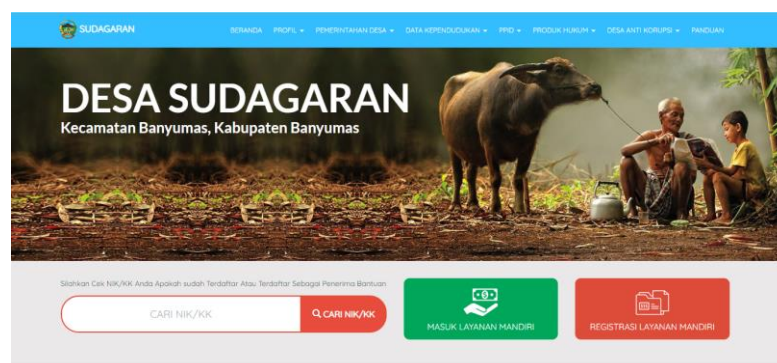 SUDAGARAN
BERANDA PROFIL PEMERINTAHAN DESA DATA KEPENDUDUKAN PPID PRODUK HUKUM DESA ANTI KORUPSI PANDUAN
DESA SUDAGARAN
Kecamatan Banyumas, Kabupaten Banyumas
Silahkan Cek NIK/KK Anda Apakah sudah Terdaftar Atau Terdaftar Sebagai Penerima Bantuan
CARI NIK/KK
CARI NIK/KK
MASUK LAYANAN MANDIRI
REGISTRASI LAYANAN MANDIRI